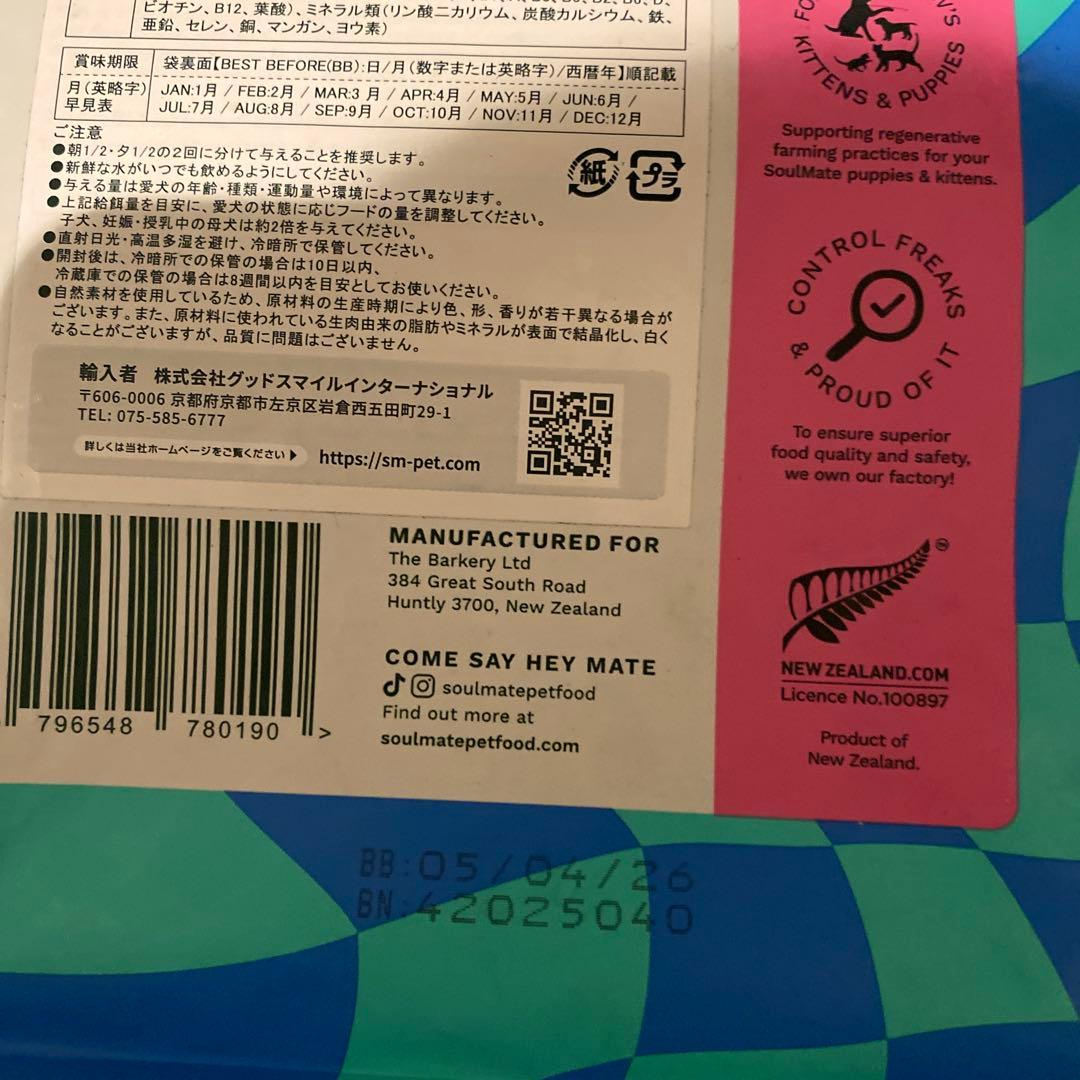 ビオチン、B12、葉酸)、ミネラル類(リン酸二カリウム、炭酸カルシウム、鉄、
亜鉛、セレン、銅、マンガン、ヨウ素)
賞味期限 袋裏面【BEST BEFORE(BB):日/月(数字または英略字)/西暦年】順記載
月(英略字)
早見表
JAN:1月 / FEB:2月 / MAR:3 月 / APR:4月 / MAY:5月 / JUN:6月 /
JUL:7月 / AUG:8月 / SEP:9月 / OCT:10月 / NOV:11月 / DEC:12月
ご注意
●朝1/2・夕1/2の2回に分けて与えることを推奨します。
●新鮮な水がいつでも飲めるようにしてください。
●与える量は愛犬の年齢・種類・運動量や環境によって異なります。
●上記給餌量を目安に、愛犬の状態に応じフードの量を調整してください。
子犬、妊娠・授乳中の母犬は約2倍を与えてください。
●直射日光・高温多湿を避け、冷暗所で保管してください。
●開封後は、冷暗所での保管の場合は10日以内、
冷蔵庫での保管の場合は8週間以内を目安としてお使いください。
●自然素材を使用しているため、原材料の生産時期により色、形、香りが若干異なる場合が
ございます。また、原材料に使われている生肉由来の脂肪やミネラルが表面で結晶化し、白く
なることがございますが、品質に問題はございません。
紙 プラ
輸入者 株式会社グッドスマイルインターナショナル
〒606-0006 京都府京都市左京区岩倉西五田町29-1
TEL: 075-585-6777
詳しくは当社ホームページをご覧ください▶ https://sm-pet.com
796548 780190 >
MANUFACTURED FOR
The Barkery Ltd
384 Great South Road
Huntly 3700, New Zealand
COME SAY HEY MATE
soulmatepetfood
Find out more at
soulmatepetfood.com
KITTENS & PUPPIES
Supporting regenerative
farming practices for your
SoulMate puppies & kittens.
CONTROL FREAKS
& PROUD OF IT
To ensure superior
food quality and safety,
we own our factory!
NEW ZEALAND.COM
Licence No.100897
Product of
New Zealand.
BB:05/04/26
BN:42025040